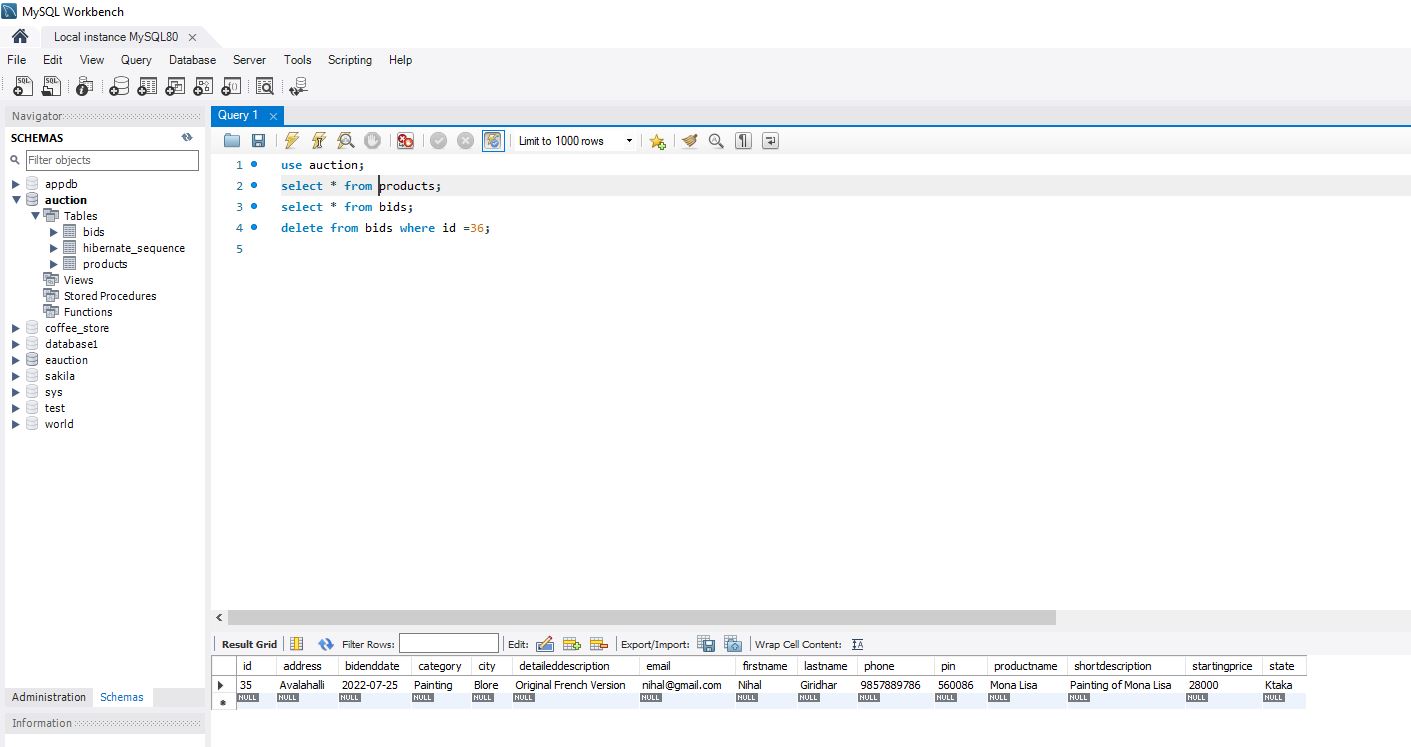 MySQL Workbench
Local instance MySQL80
File Edit View Query Database Server Tools Scripting Help
Navigator
SCHEMAS
Filter objects
appdb
auction
Tables
bids
hibernate_sequence
products
Views
Stored Procedures
Functions
coffee_store
database1
eauction
sakila
sys
test
world
Administration Schemas
Information
Query 1
Limit to 1000 rows
1 use auction;
2 select * from products;
3 select * from bids;
4 delete from bids where id =36;
5
Result Grid Filter Rows: Edit: Export/Import: Wrap Cell Content:
id address bidenddate category city detaileddescription email firstname lastname phone pin productname shortdescription startingprice state
35 Avalahalli 2022-07-25 Painting Blore Original French Version nihal@gmail.com Nihal Giridhar 9857889786 560086 Mona Lisa Painting of Mona Lisa 28000 Ktaka
NULL NULL NULL NULL NULL NULL NULL NULL NULL NULL NULL NULL NULL NULL NULL